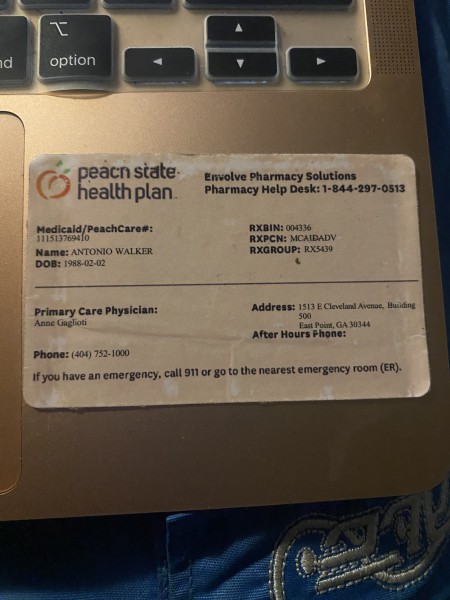 option
peach state
health plan
Envolve Pharmacy Solutions
Pharmacy Help Desk: 1-844-297-0513
Medicaid/PeachCare#:
111513769410
Name: ANTONIO WALKER
DOB: 1988-02-02
RXBIN: 004336
RXPCN: MCAIDADV
RXGROUP: RX5439
Primary Care Physician:
Anne Gaglioti
Phone: (404) 752-1000
Address: 1513 E Cleveland Avenue, Building
500
East Point, GA 30344
After Hours Phone:
If you have an emergency, call 911 or go to the nearest emergency room (ER).